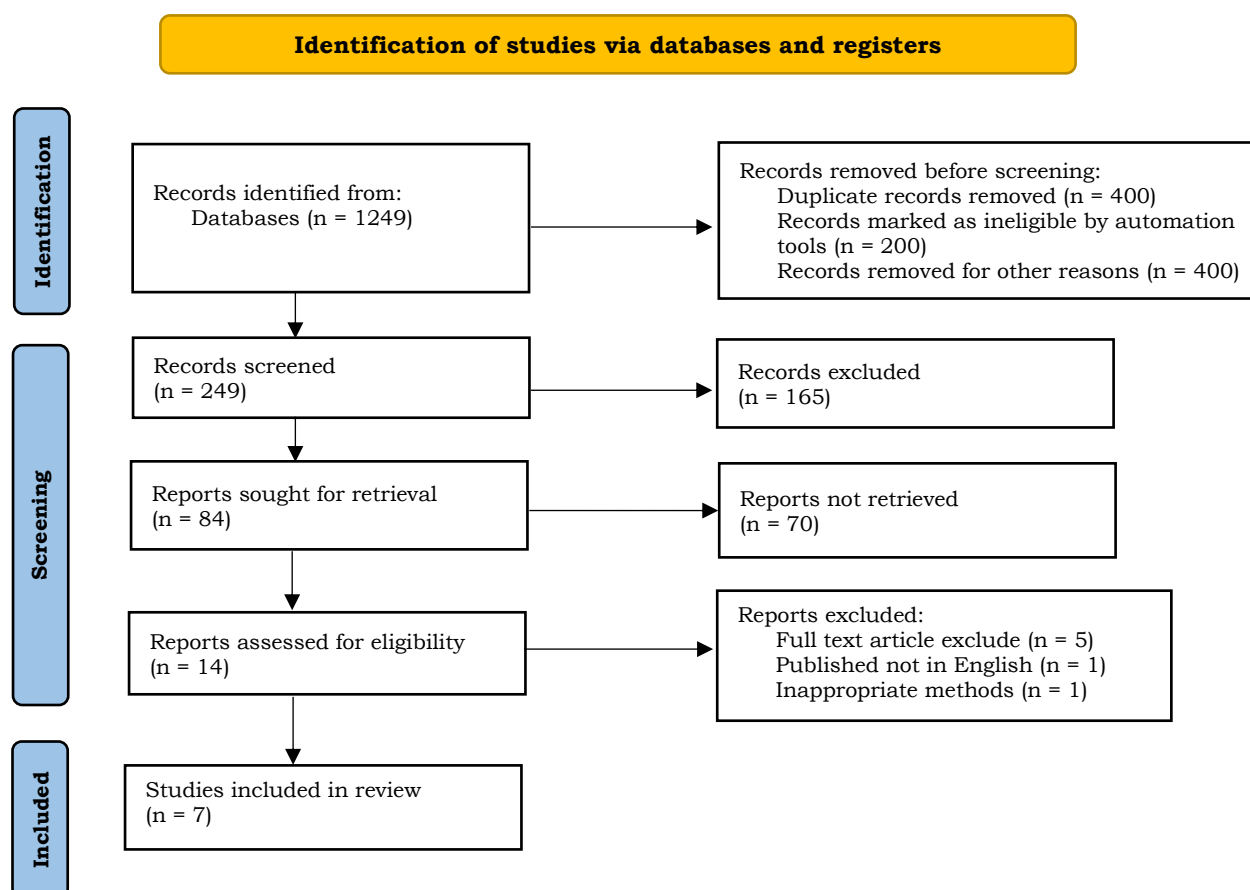 Identification of studies via databases and registers
Identification
Records identified from:
Databases (n = 1249)
Records removed before screening:
Duplicate records removed (n = 400)
Records marked as ineligible by automation
tools (n = 200)
Records removed for other reasons (n = 400)
Screening
Records screened
(n = 249)
Records excluded
(n = 165)
Reports sought for retrieval
(n = 84)
Reports not retrieved
(n = 70)
Reports assessed for eligibility
(n = 14)
Reports excluded:
Full text article exclude (n = 5)
Published not in English (n = 1)
Inappropriate methods (n = 1)
Included
Studies included in review
(n = 7)